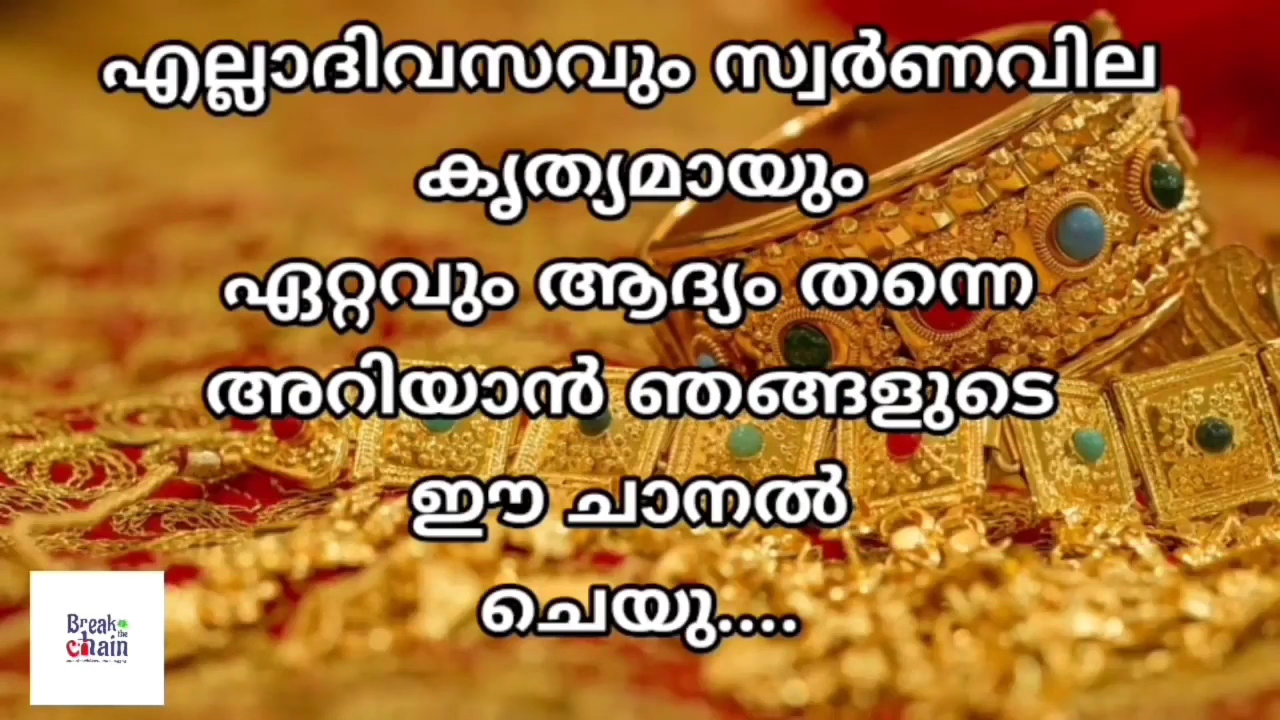 എല്ലാദിവസവും സ്വർണവില
കൃത്യമായും
ഏറ്റവും ആദ്യം തന്നെ
അറിയാൻ ഞങ്ങളുടെ
ഈ ചാനൽ
ചെയു....
Break
the
chain